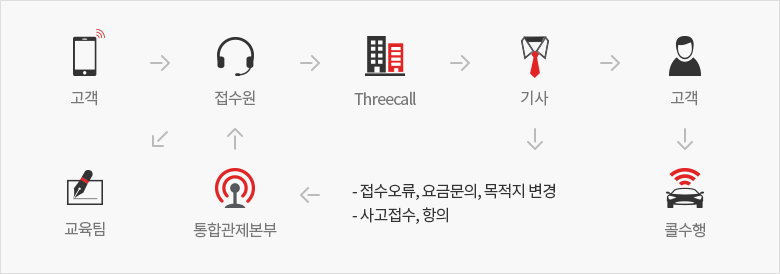 고객
접수원
Threecall
기사
고객
- 접수오류, 요금문의, 목적지 변경
- 사고접수, 항의
교육팀
통합관제본부
콜수행